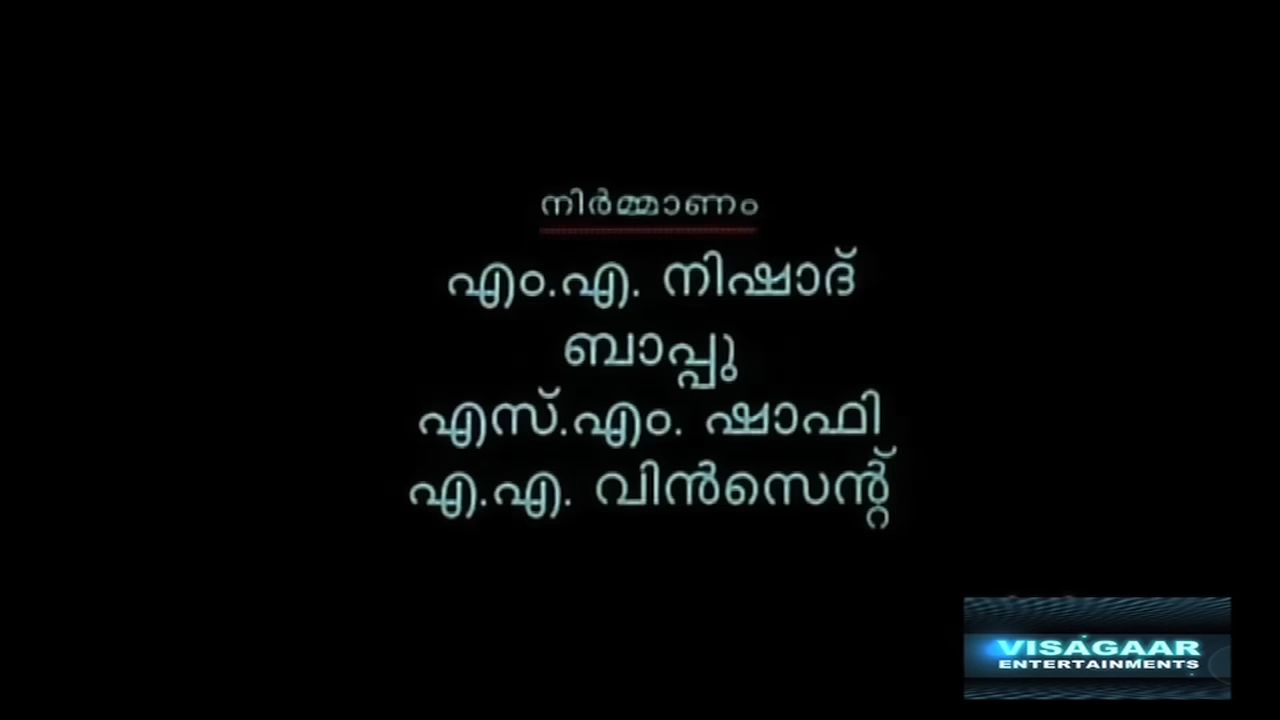 നിർമ്മാണം
എം.എ. നിഷാദ്
ബാപ്പു
എസ്.എം. ഷാഫി
എ.എ. വിൻസെന്റ്
VISAGAAR
ENTERTAINMENTS